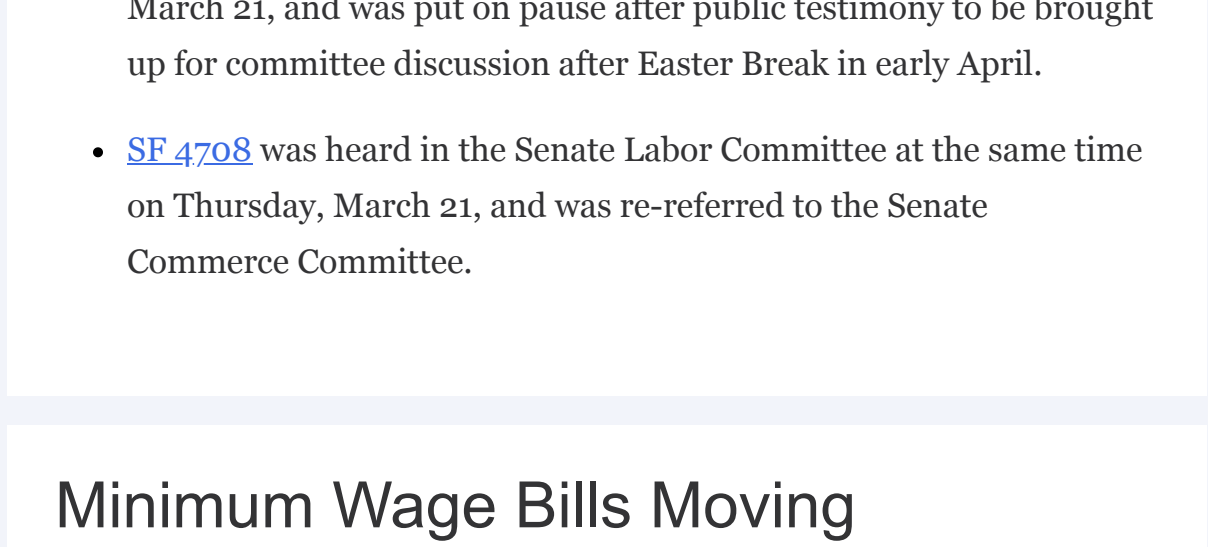 March 21, and was put on pause after public testimony to be brought
up for committee discussion after Easter Break in early April.
SF 4708 was heard in the Senate Labor Committee at the same time
on Thursday, March 21, and was re-referred to the Senate
Commerce Committee.
Minimum Wage Bills Moving